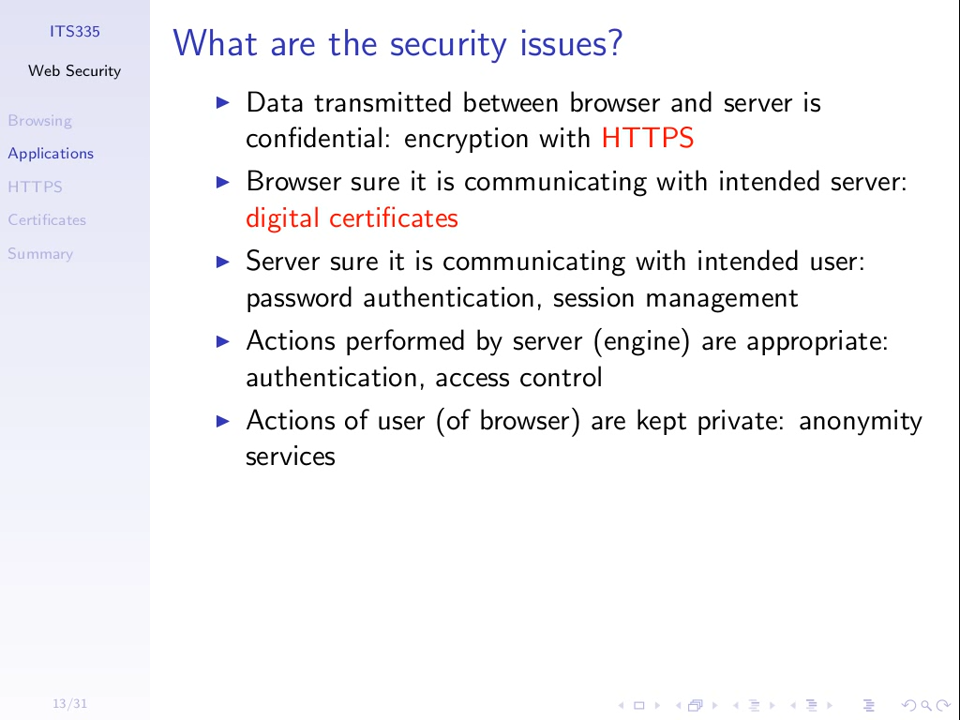 ITS335
Web Security
Browsing
Applications
HTTPS
Certificates
Summary
13/31
What are the security issues?
Data transmitted between browser and server is
confidential: encryption with HTTPS
Browser sure it is communicating with intended server:
digital certificates
Server sure it is communicating with intended user:
password authentication, session management
Actions performed by server (engine) are appropriate:
authentication, access control
Actions of user (of browser) are kept private: anonymity
services